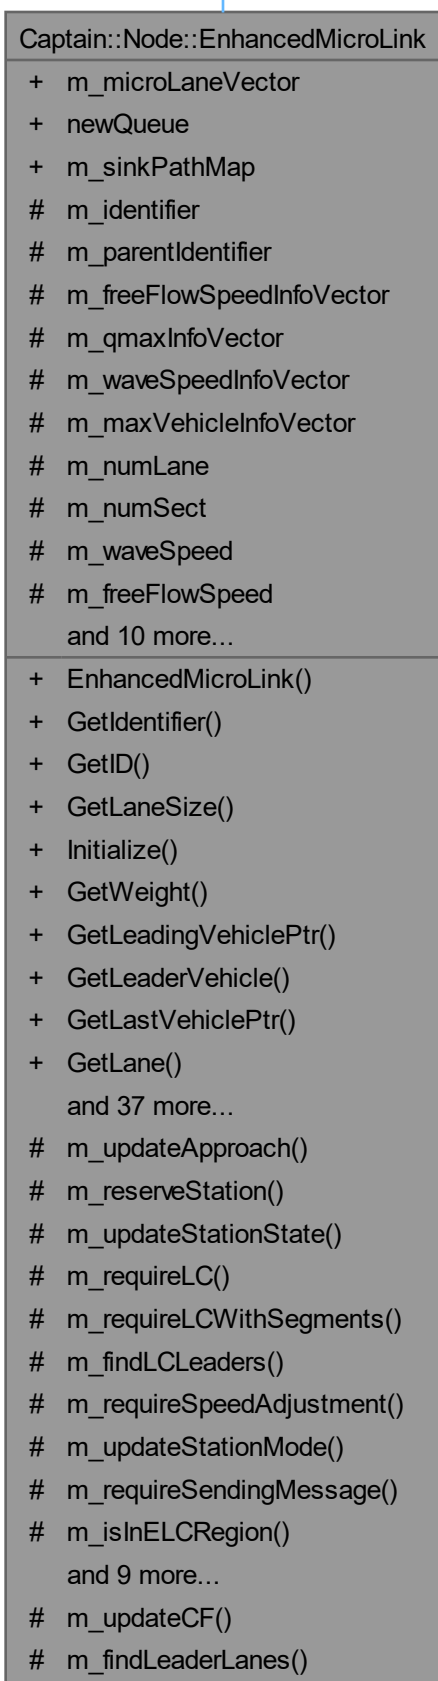 Captain::Node::EnhancedMicroLink
+ m_microLaneVector
+ newQueue
+ m_sinkPathMap
# m_identifier
# m_parentIdentifier
# m_freeFlowSpeedInfoVector
# m_qmaxInfoVector
# m_waveSpeedInfoVector
# m_maxVehicleInfoVector
# m_numLane
# m_numSect
# m_waveSpeed
# m_freeFlowSpeed
and 10 more...
+ EnhancedMicroLink()
+ GetIdentifier()
+ GetID()
+ GetLaneSize()
+ Initialize()
+ GetWeight()
+ GetLeadingVehiclePtr()
+ GetLeaderVehicle()
+ GetLastVehiclePtr()
+ GetLane()
and 37 more...
# m_updateApproach()
# m_reserveStation()
# m_updateStationState()
# m_requireLC()
# m_requireLCWithSegments()
# m_findLCLeaders()
# m_requireSpeedAdjustment()
# m_updateStationMode()
# m_requireSendingMessage()
# m_isInELCRegion()
and 9 more...
# m_updateCF()
# m_findLeaderLanes()